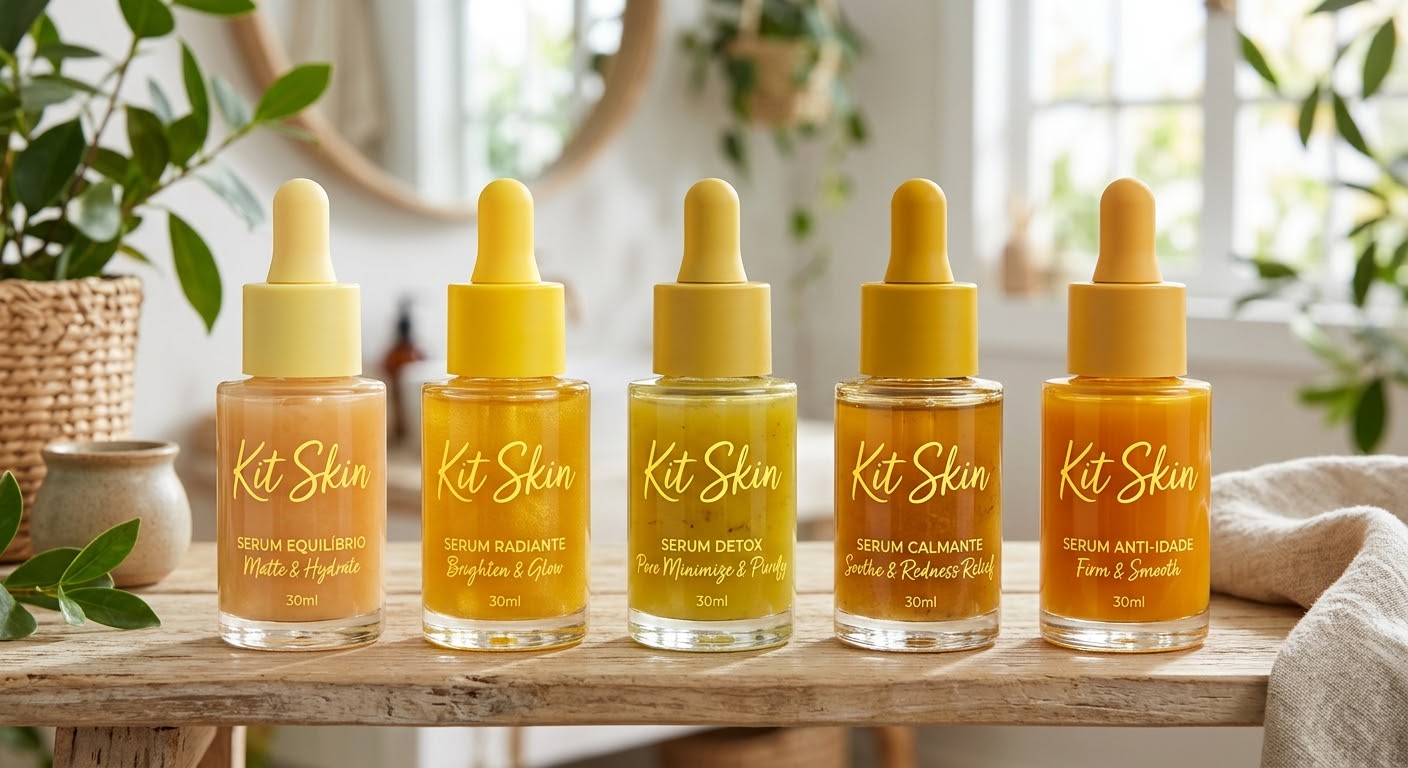 Kit Skin
SERUM EQUILÍBRIO
Matte & Hydrate
30ml
Kit Skin
SERUM RADIANTE
Brighten & Glow
30ml
Kit Skin
SERUM DETOX
Pore Minimize & Purify
30ml
Kit Skin
SERUM CALMANTE
Soothe & Redness Relief
30ml
Kit Skin
SERUM ANTI-IDADE
Firm & Smooth
30ml